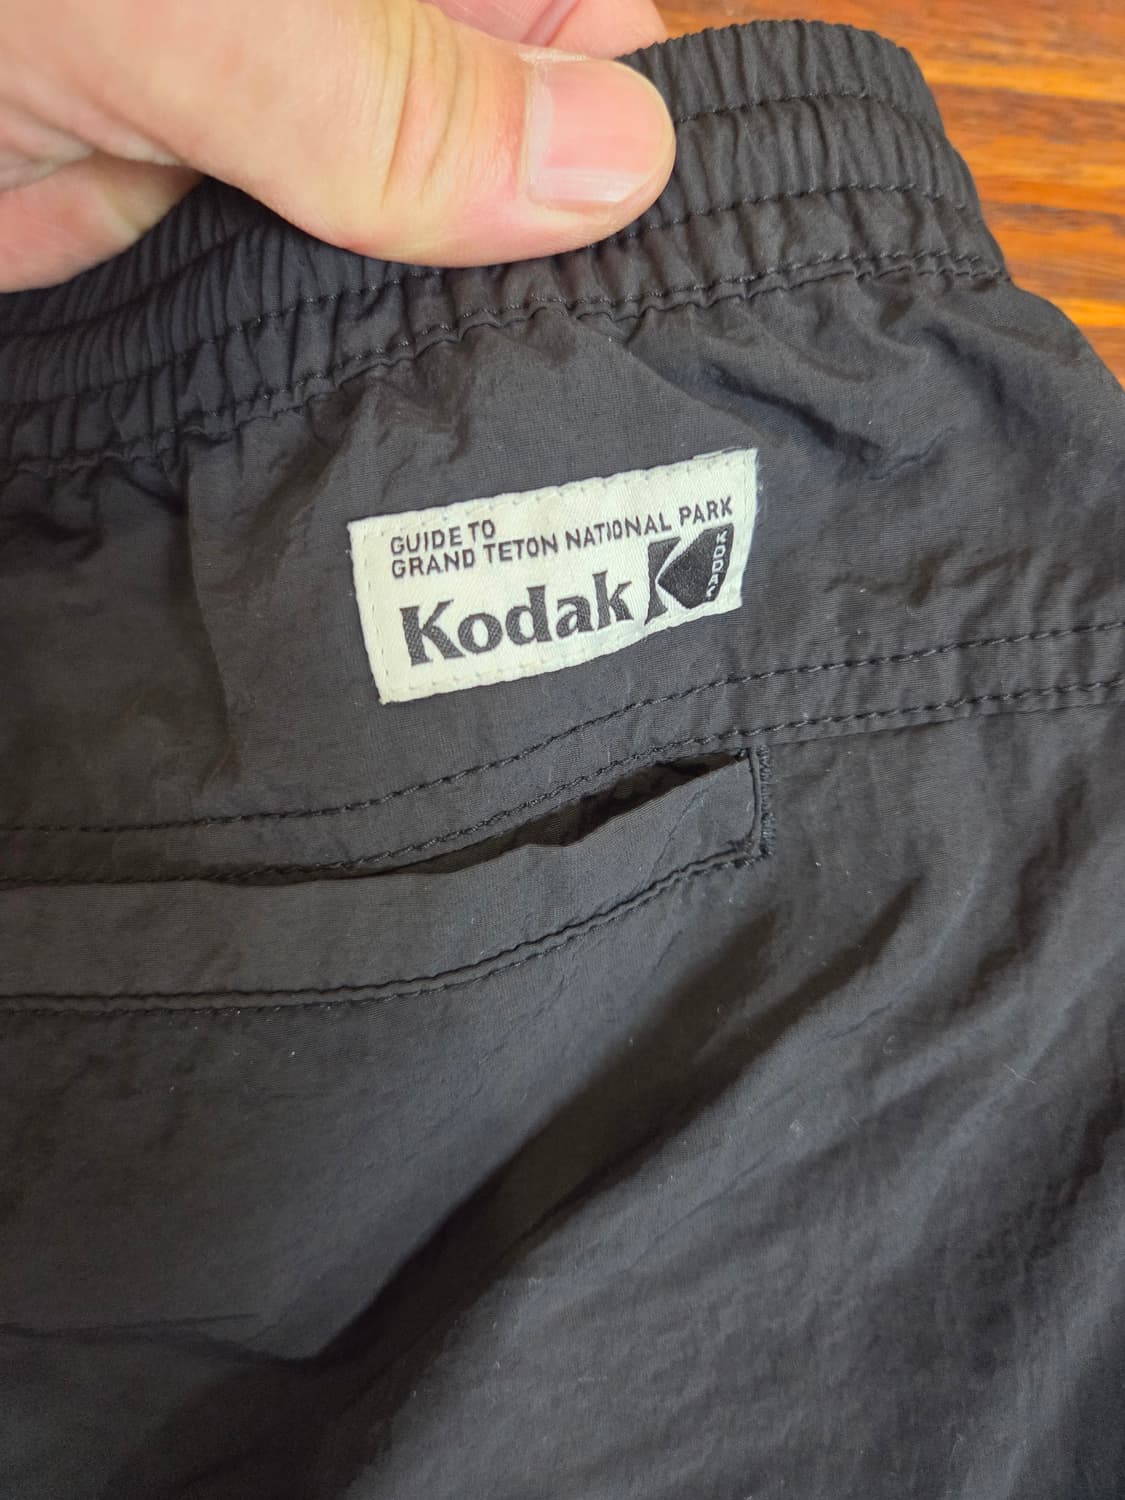 GUIDE TO
GRAND TETON NATIONAL PARK
Kodak
KODAK